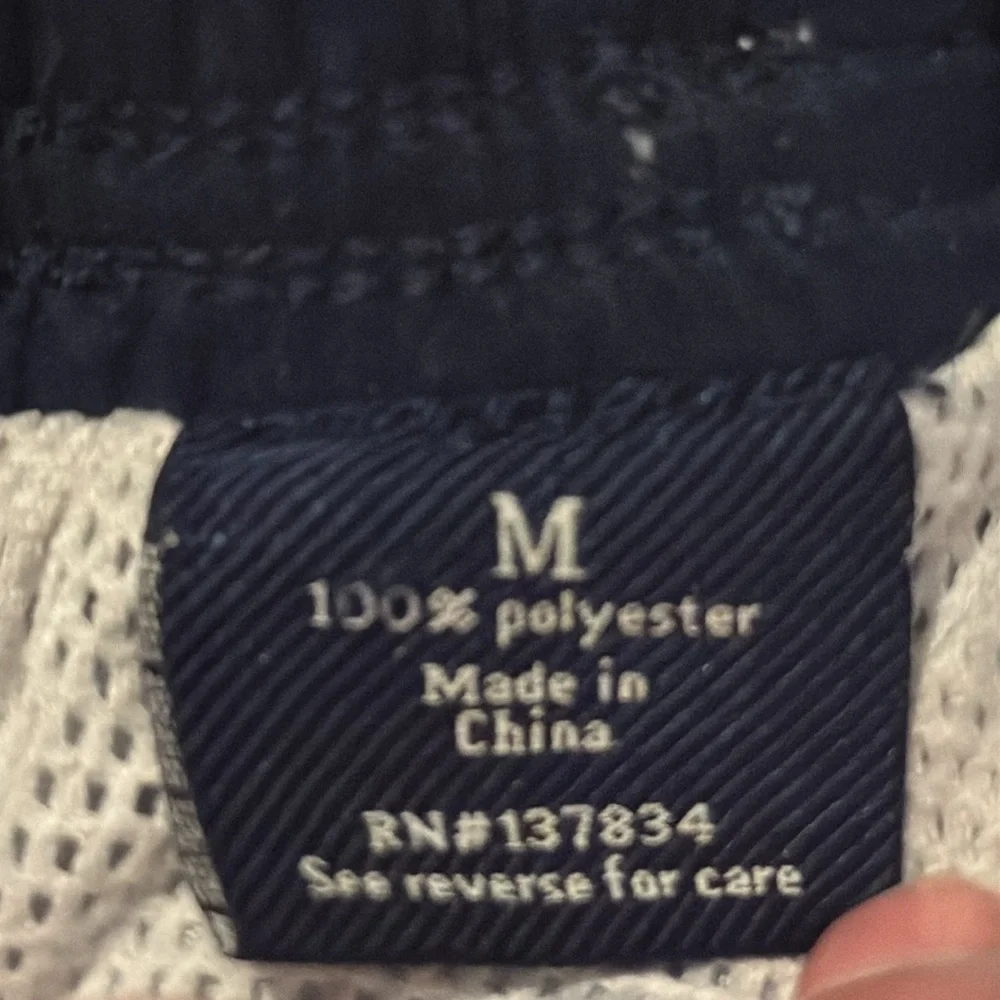 M
100% polyester
Made in
China
RN#137834
See reverse for care